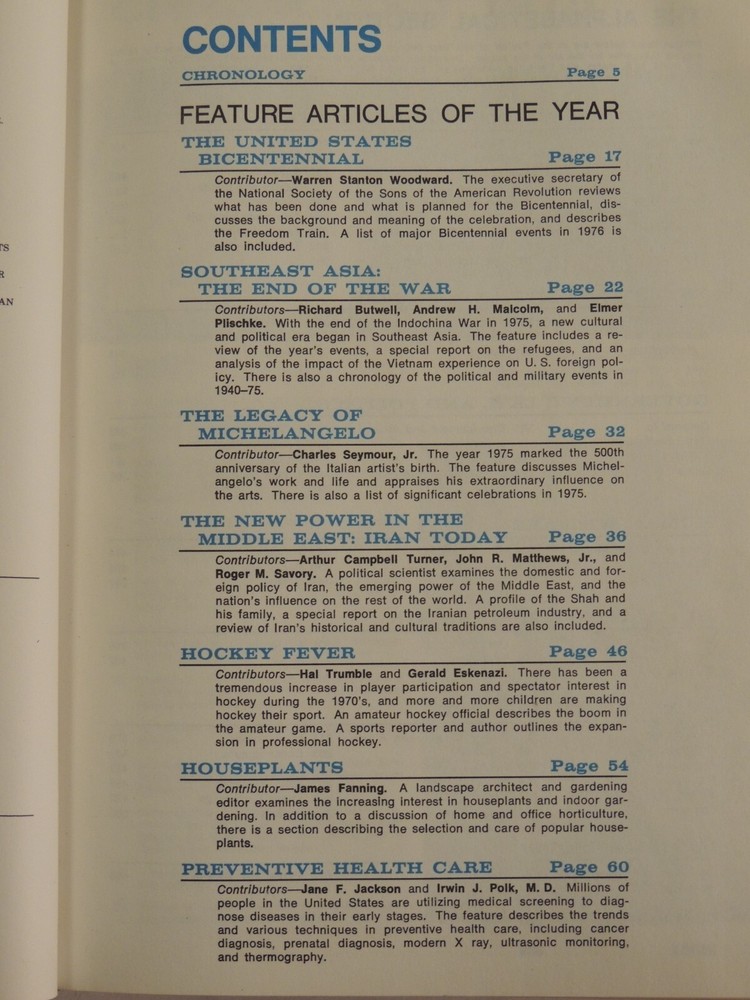 CONTENTS
CHRONOLOGY Page 5
FEATURE ARTICLES OF THE YEAR
THE UNITED STATES
BICENTENNIAL Page 17
Contributor—Warren Stanton Woodward. The executive secretary of
the National Society of the Sons of the American Revolution reviews
what has been done and what is planned for the Bicentennial, dis-
cusses the background and meaning of the celebration, and describes
the Freedom Train. A list of major Bicentennial events in 1976 is
also included.
SOUTHEAST ASIA:
THE END OF THE WAR Page 22
Contributors—Richard Butwell, Andrew H. Malcolm, and Elmer
Plischke. With the end of the Indochina War in 1975, a new cultural
and political era began in Southeast Asia. The feature includes a re-
view of the year's events, a special report on the refugees, and an
analysis of the impact of the Vietnam experience on U. S. foreign pol-
icy. There is also a chronology of the political and military events in
1940–75.
THE LEGACY OF
MICHELANGELO Page 32
Contributor—Charles Seymour, Jr. The year 1975 marked the 500th
anniversary of the Italian artist's birth. The feature discusses Michel-
angelo's work and life and appraises his extraordinary influence on
the arts. There is also a list of significant celebrations in 1975.
THE NEW POWER IN THE
MIDDLE EAST: IRAN TODAY Page 36
Contributors—Arthur Campbell Turner, John R. Matthews, Jr., and
Roger M. Savory. A political scientist examines the domestic and for-
eign policy of Iran, the emerging power of the Middle East, and the
nation's influence on the rest of the world. A profile of the Shah and
his family, a special report on the Iranian petroleum industry, and a
review of Iran's historical and cultural traditions are also included.
HOCKEY FEVER Page 46
Contributors—Hal Trumble and Gerald Eskenazi. There has been a
tremendous increase in player participation and spectator interest in
hockey during the 1970's, and more and more children are making
hockey their sport. An amateur hockey official describes the boom in
the amateur game. A sports reporter and author outlines the expan-
sion in professional hockey.
HOUSEPLANTS Page 54
Contributor—James Fanning. A landscape architect and gardening
editor examines the increasing interest in houseplants and indoor gar-
dening. In addition to a discussion of home and office horticulture,
there is a section describing the selection and care of popular house-
plants.
PREVENTIVE HEALTH CARE Page 60
Contributors—Jane F. Jackson and Irwin J. Polk, M. D. Millions of
people in the United States are utilizing medical screening to diag-
nose diseases in their early stages. The feature describes the trends
and various techniques in preventive health care, including cancer
diagnosis, prenatal diagnosis, modern X ray, ultrasonic monitoring,
and thermography.